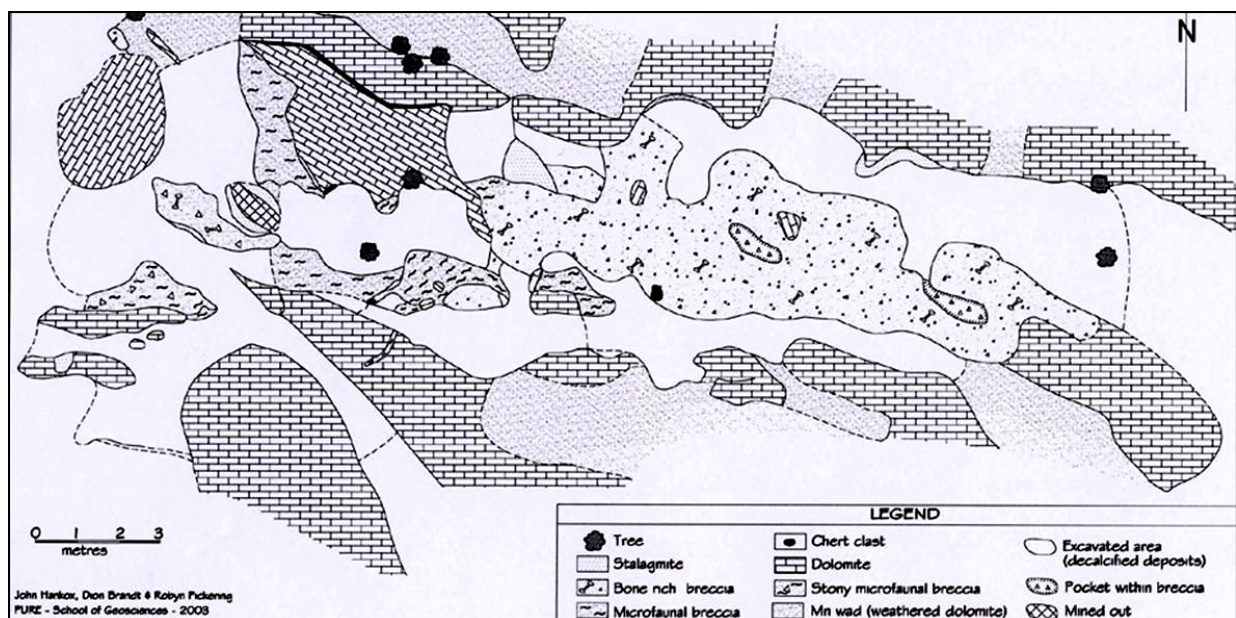 N
0 1 2 3
metres
John Hankox, Dion Brandt & Robyn Pickering
PURE - School of Geosciences - 2003
LEGEND
Tree
Stalagmite
Bone rich breccia
Microfaunal breccia
Chert clast
Dolomite
Stony microfaunal breccia
Mn wad (weathered dolomite)
Excavated area
(decalcified deposits)
Pocket within breccia
Mined out